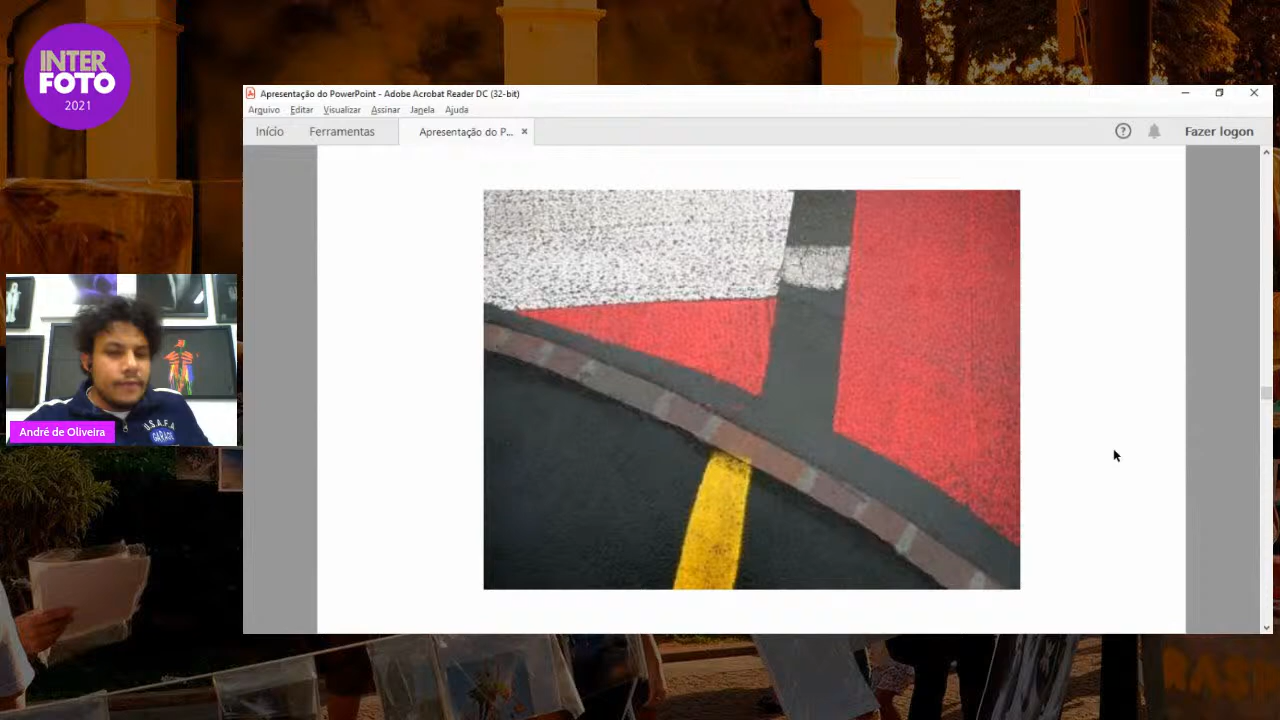 INTER
FOTO
2021
Apresentação do PowerPoint - Adobe Acrobat Reader DC (32-bit)
Arquivo Editar Visualizar Assinar Janela Ajuda
Início Ferramentas Apresentação do P... × Fazer logon
U.S.A.F.A
GARAGE
André de Oliveira